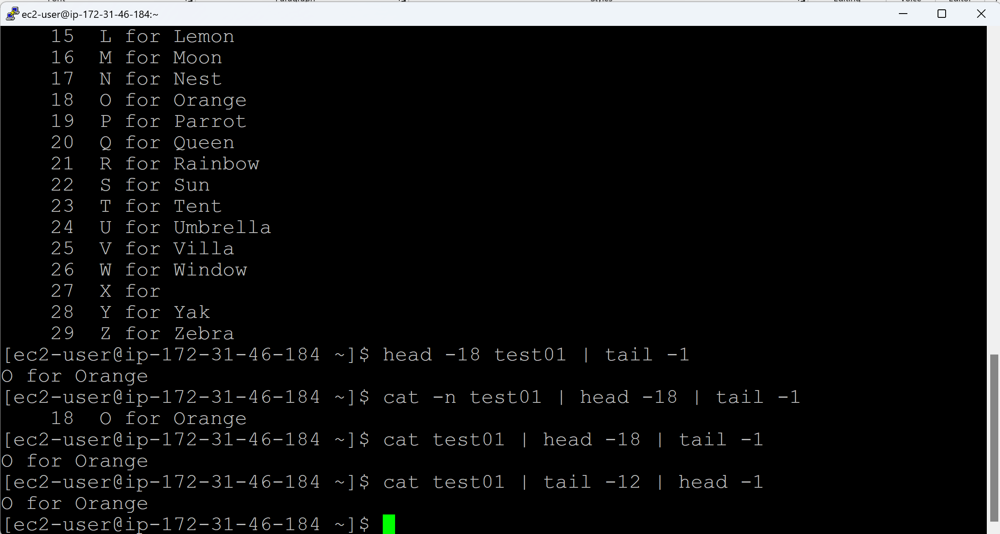 ec2-user@ip-172-31-46-184:~
15 L for Lemon
16 M for Moon
17 N for Nest
18 O for Orange
19 P for Parrot
20 Q for Queen
21 R for Rainbow
22 S for Sun
23 T for Tent
24 U for Umbrella
25 V for Villa
26 W for Window
27 X for
28 Y for Yak
29 Z for Zebra
[ec2-user@ip-172-31-46-184 ~]$ head -18 test01 | tail -1
O for Orange
[ec2-user@ip-172-31-46-184 ~]$ cat -n test01 | head -18 | tail -1
18 O for Orange
[ec2-user@ip-172-31-46-184 ~]$ cat test01 | head -18 | tail -1
O for Orange
[ec2-user@ip-172-31-46-184 ~]$ cat test01 | tail -12 | head -1
O for Orange
[ec2-user@ip-172-31-46-184 ~]$